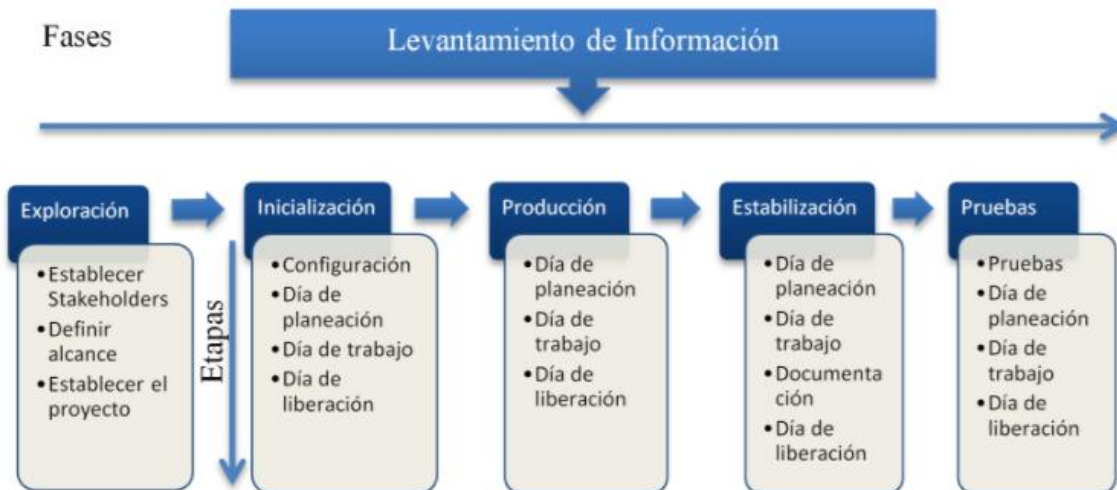 Fases
Levantamiento de Información
Exploración
Inicialización
Producción
Estabilización
Pruebas
•Establecer
Stakeholders
•Definir
alcance
•Establecer el
proyecto
Etapas
•Configuración
•Día de
planeación
•Día de trabajo
•Día de
liberación
•Día de
planeación
•Día de
trabajo
•Día de
liberación
•Día de
planeación
•Día de
trabajo
•Documenta
ción
•Día de
liberación
•Pruebas
•Día de
planeación
•Día de
trabajo
•Día de
liberación